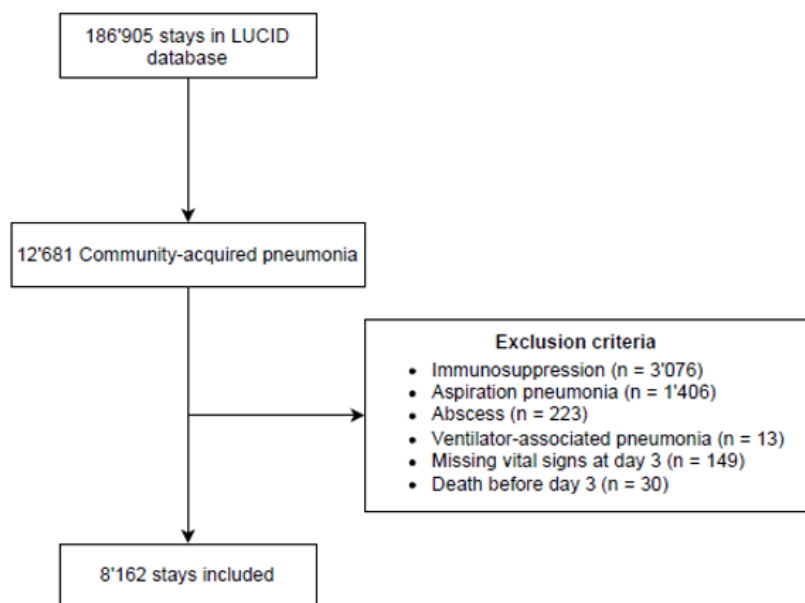 186'905 stays in LUCID
database
12'681 Community-acquired pneumonia
Exclusion criteria
• Immunosuppression (n = 3'076)
• Aspiration pneumonia (n = 1'406)
• Abscess (n = 223)
• Ventilator-associated pneumonia (n = 13)
• Missing vital signs at day 3 (n = 149)
• Death before day 3 (n = 30)
8'162 stays included